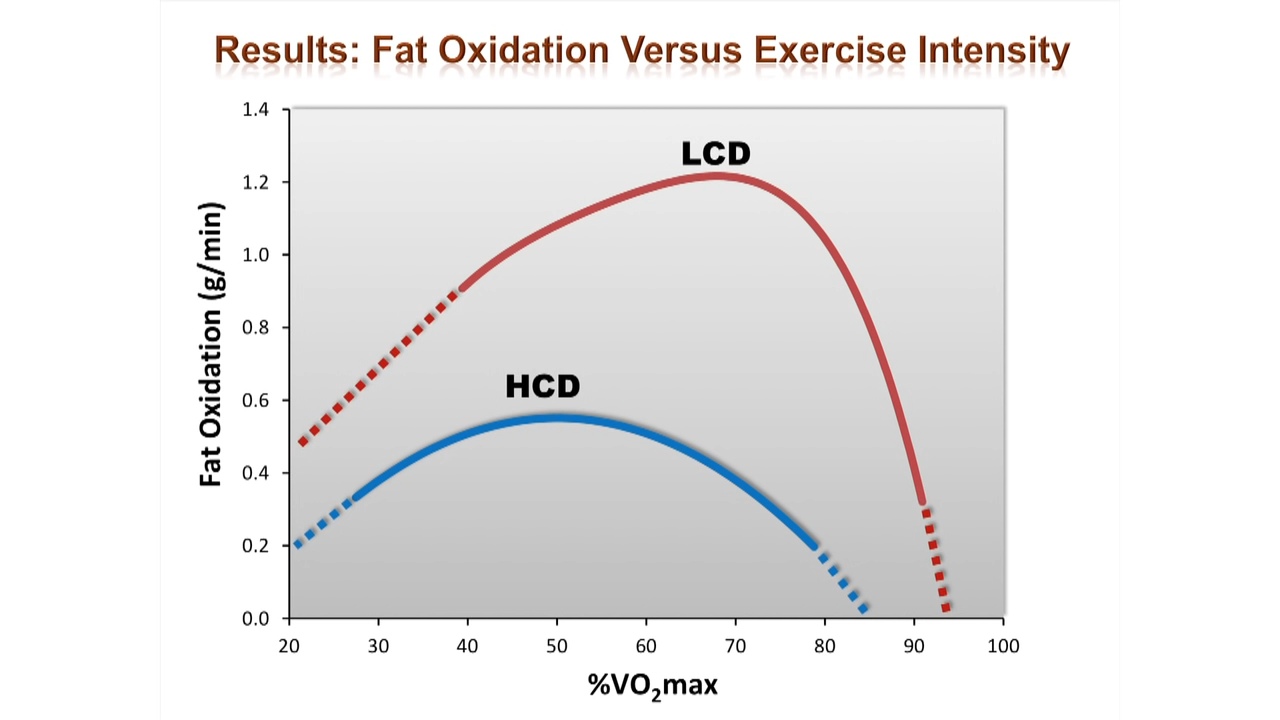 Results: Fat Oxidation Versus Exercise Intensity
1.4
1.2
1.0
0.8
0.6
0.4
0.2
0.0
Fat Oxidation (g/min)
LCD
HCD
20 30 40 50 60 70 80 90 100
%VO₂max